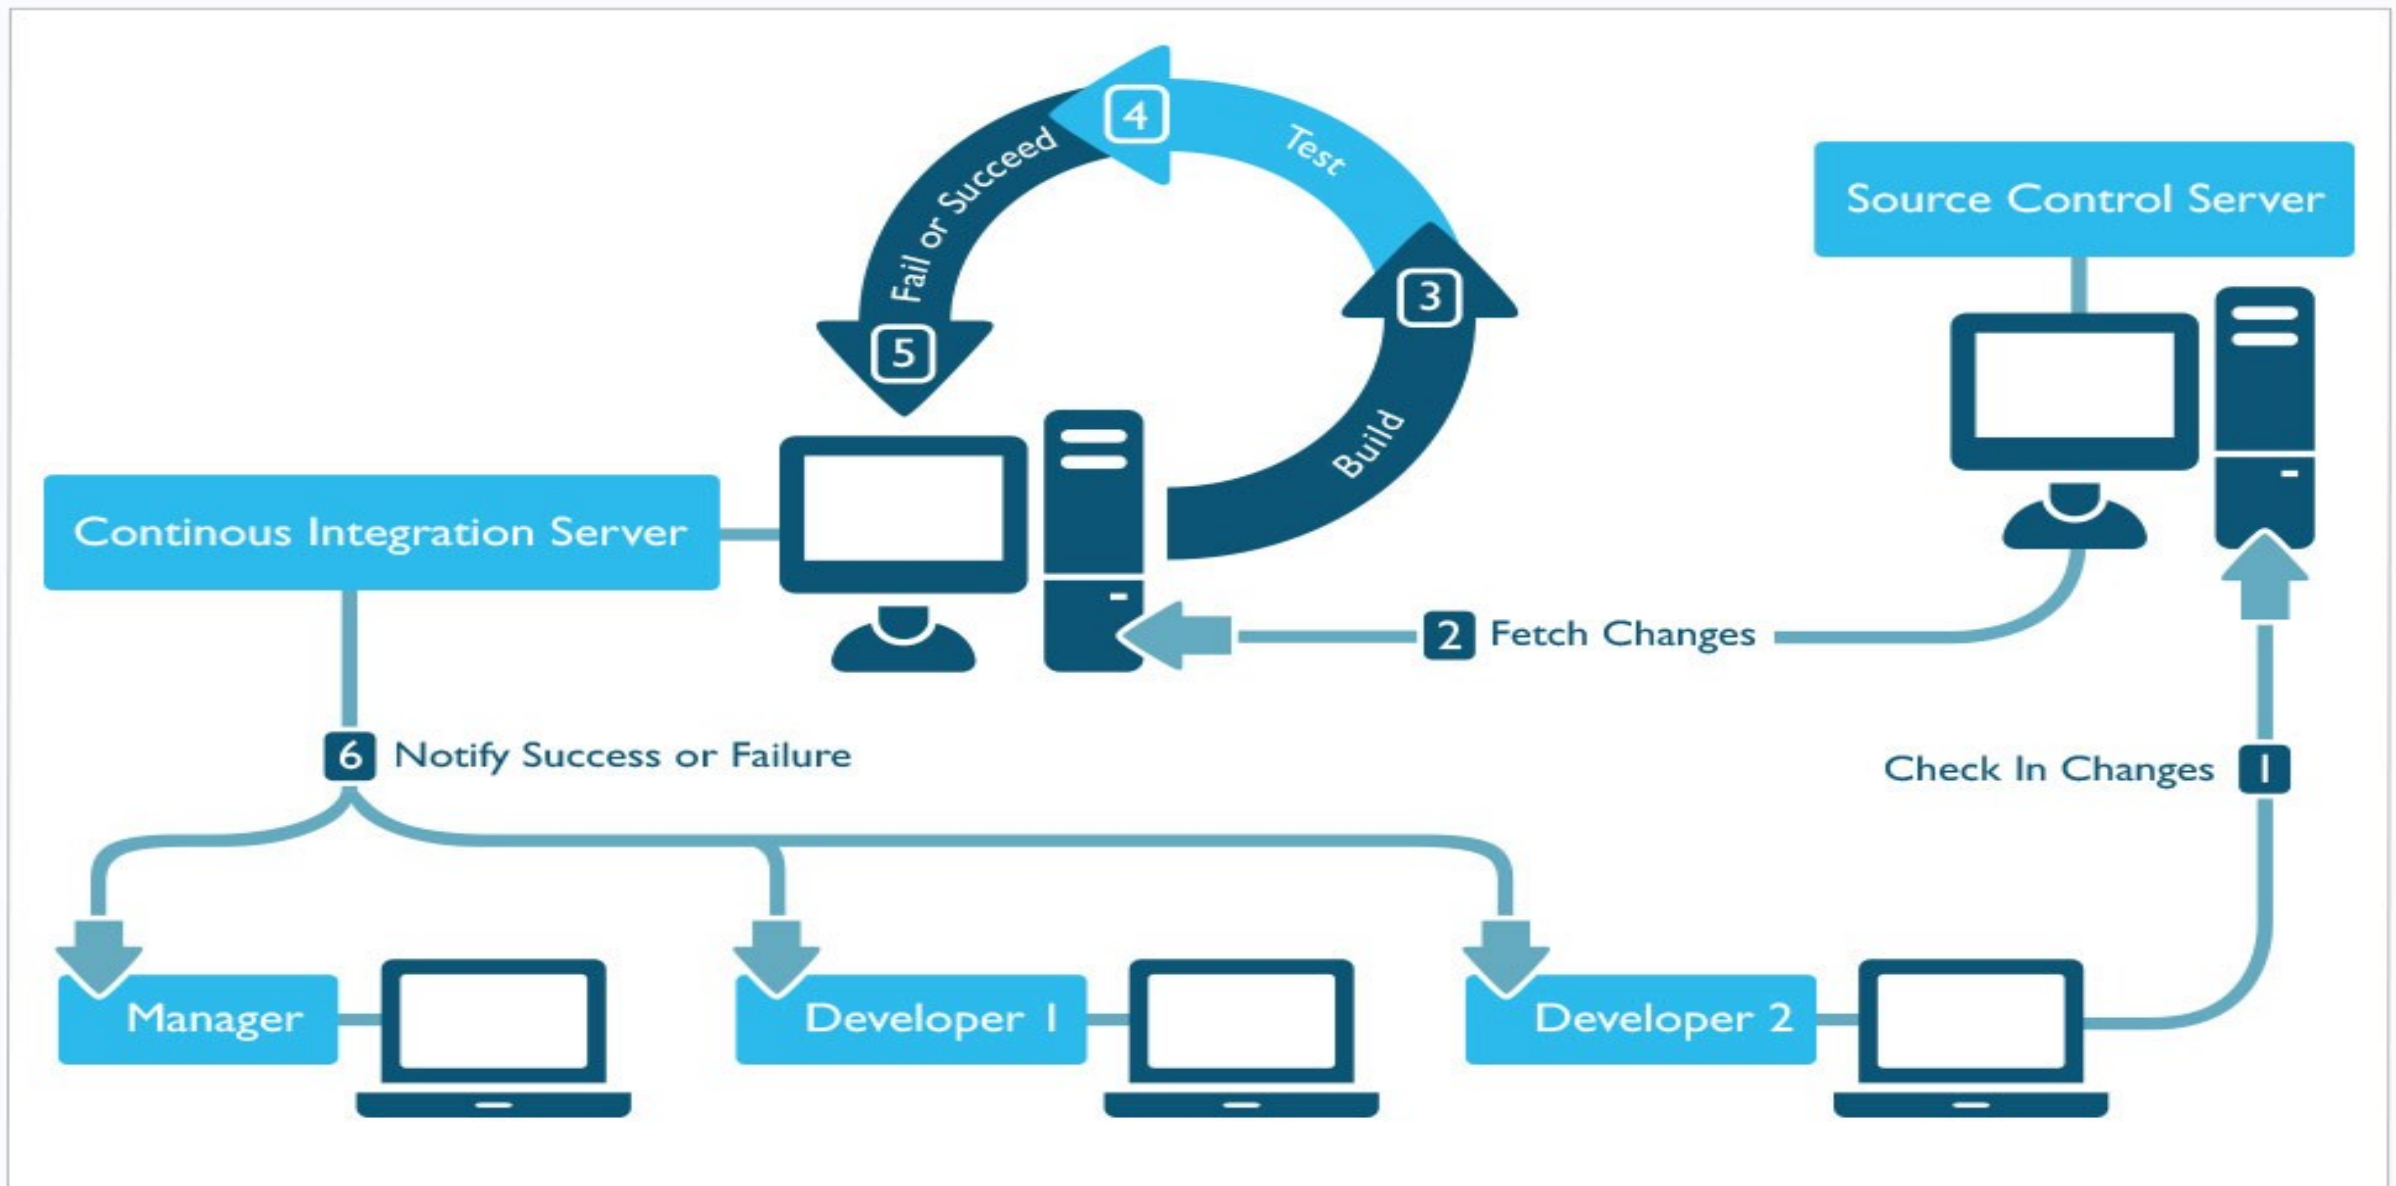 4
Test
Fail or Succeed
Source Control Server
3
5
Build
Continous Integration Server
2 Fetch Changes
6 Notify Success or Failure
Check In Changes 1
Manager
Developer 1
Developer 2